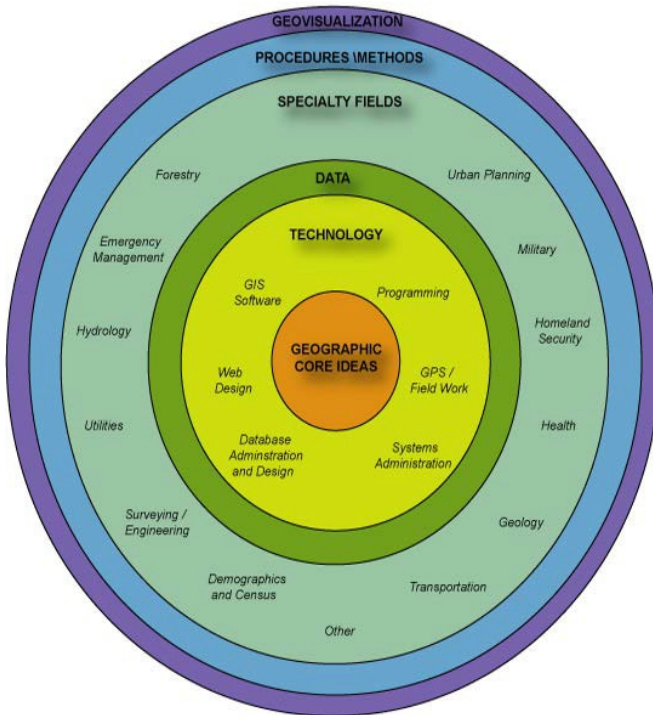 GEOVISUALIZATION
PROCEDURES \METHODS
SPECIALTY FIELDS
Forestry
Urban Planning
DATA
TECHNOLOGY
Emergency
Management
Military
GIS
Software
Programming
Hydrology
Homeland
Security
GEOGRAPHIC
CORE IDEAS
Web
Design
GPS /
Field Work
Utilities
Health
Database
Adminstration
and Design
Systems
Administration
Surveying /
Engineering
Geology
Demographics
and Census
Transportation
Other